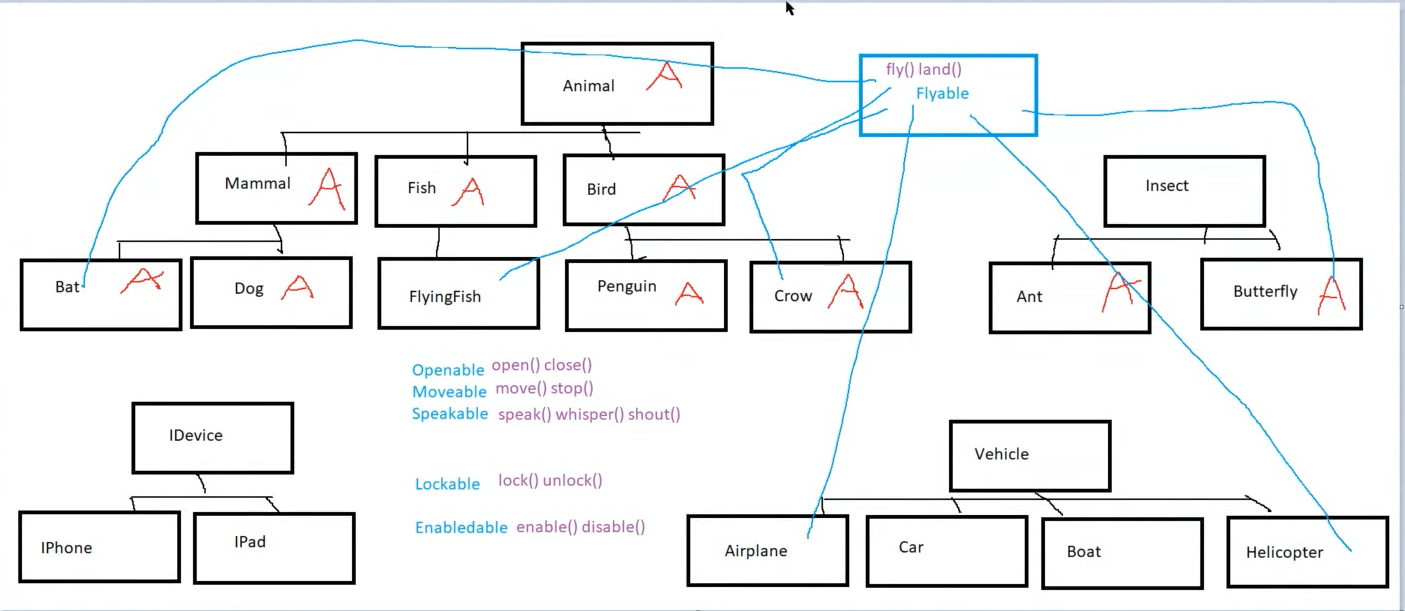 Animal A
fly() land()
Flyable
Mammal A
Fish A
Bird A
Insect
Bat A
Dog A
FlyingFish
Penguin A
Crow A
Ant A
Butterfly A
Openable open() close()
Moveable move() stop()
Speakable speak() whisper() shout()
Lockable lock() unlock()
Enabledable enable() disable()
IDevice
IPhone
IPad
Vehicle
Airplane
Car
Boat
Helicopter